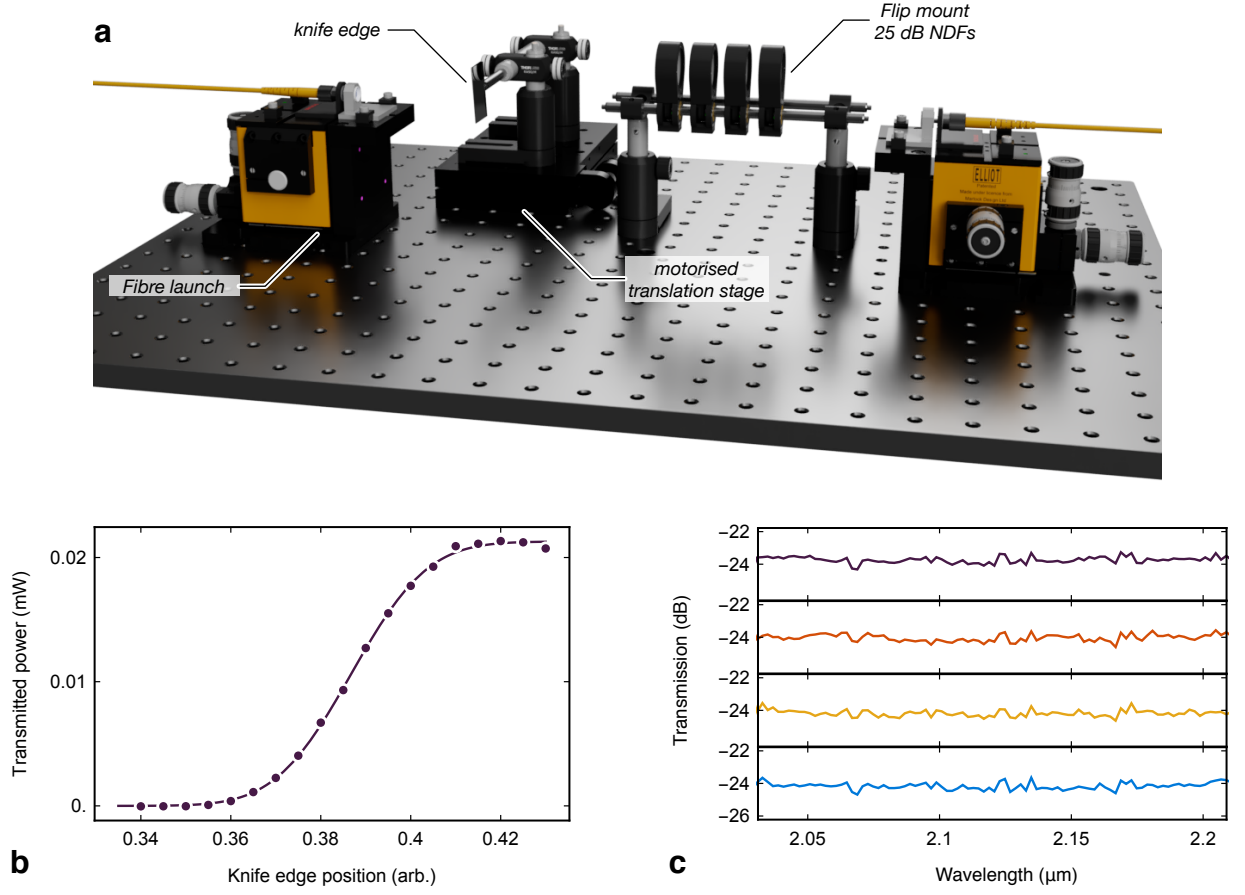 a
knife edge
Flip mount
25 dB NDFs
Fibre launch
motorised
translation stage
ELLIOT
Transmitted power (mW)
0.02
0.01
0.
0.34
0.36
0.38
0.4
0.42
Knife edge position (arb.)
b
Transmission (dB)
−22
−24
−22
−24
−22
−24
−22
−24
−26
2.05
2.1
2.15
2.2
Wavelength (μm)
c